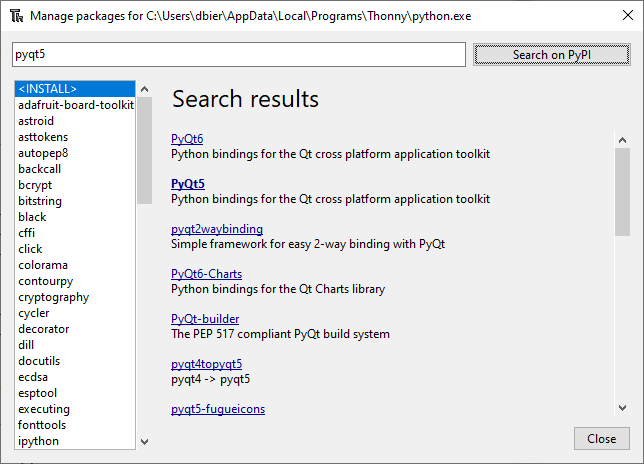 Manage packages for C:\Users\dbier\AppData\Local\Programs\Thonny\python.exe
pyqt5
Search on PyPI
<INSTALL>
adafruit-board-toolkit
astroid
asttokens
autopep8
backcall
bcrypt
bitstring
black
cffi
click
colorama
contourpy
cryptography
cycler
decorator
dill
docutils
ecdsa
esptool
executing
fonttools
ipython
Search results
PyQt6
Python bindings for the Qt cross platform application toolkit
PyQt5
Python bindings for the Qt cross platform application toolkit
pyqt2waybinding
Simple framework for easy 2-way binding with PyQt
PyQt6-Charts
Python bindings for the Qt Charts library
PyQt-builder
The PEP 517 compliant PyQt build system
pyqt4topyqt5
pyqt4 -> pyqt5
pyqt5-fugueicons
Close